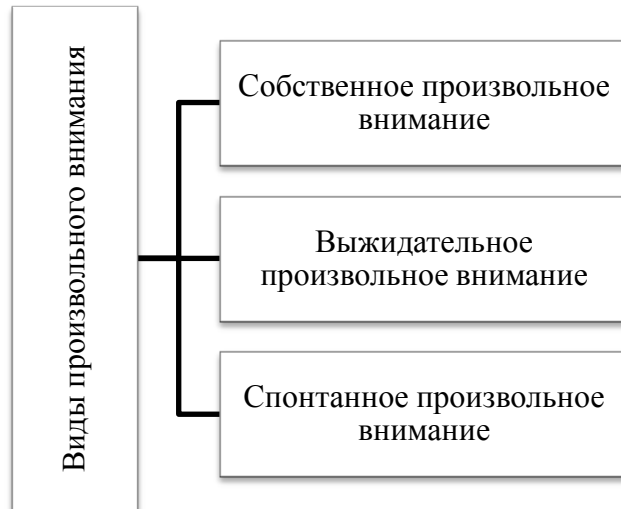 Виды произвольного внимания
Собственное произвольное
внимание
Выжидательное
произвольное внимание
Спонтанное произвольное
внимание